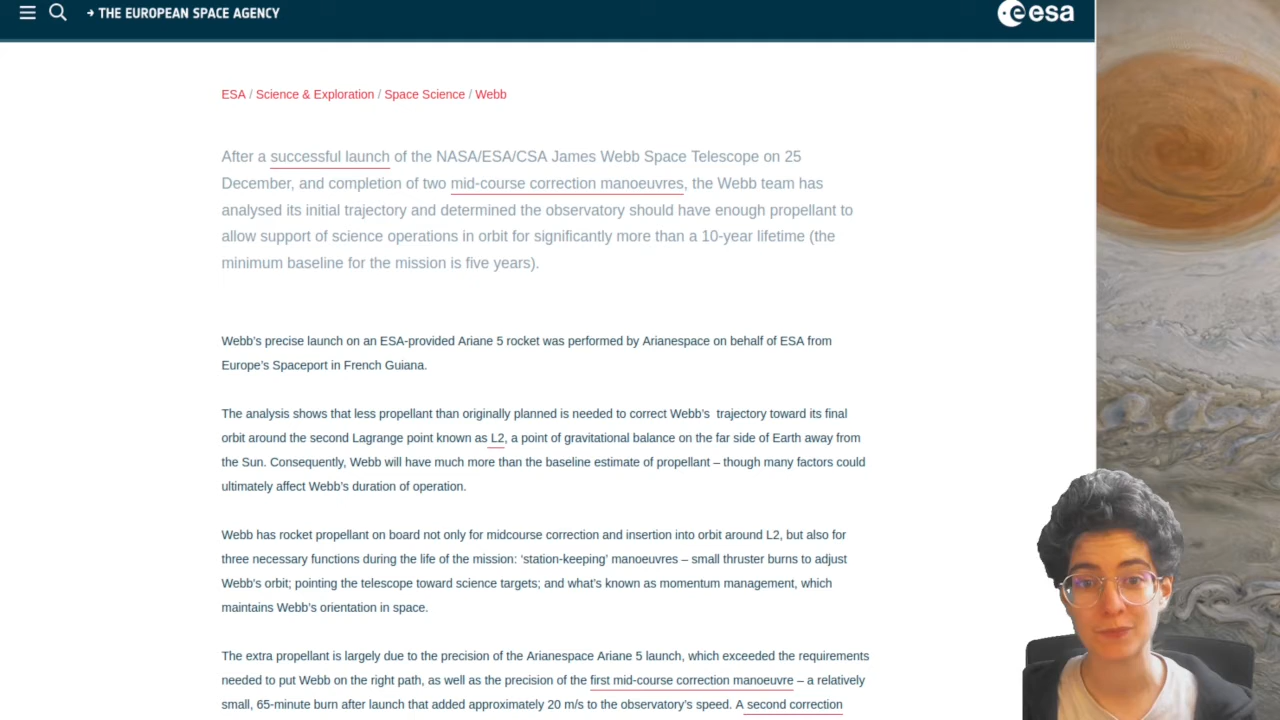 → THE EUROPEAN SPACE AGENCY
esa
ESA / Science & Exploration / Space Science / Webb
After a successful launch of the NASA/ESA/CSA James Webb Space Telescope on 25
December, and completion of two mid-course correction manoeuvres, the Webb team has
analysed its initial trajectory and determined the observatory should have enough propellant to
allow support of science operations in orbit for significantly more than a 10-year lifetime (the
minimum baseline for the mission is five years).
Webb’s precise launch on an ESA-provided Ariane 5 rocket was performed by Arianespace on behalf of ESA from
Europe’s Spaceport in French Guiana.
The analysis shows that less propellant than originally planned is needed to correct Webb’s  trajectory toward its final
orbit around the second Lagrange point known as L2, a point of gravitational balance on the far side of Earth away from
the Sun. Consequently, Webb will have much more than the baseline estimate of propellant – though many factors could
ultimately affect Webb’s duration of operation.
Webb has rocket propellant on board not only for midcourse correction and insertion into orbit around L2, but also for
three necessary functions during the life of the mission: ‘station-keeping’ manoeuvres – small thruster burns to adjust
Webb’s orbit; pointing the telescope toward science targets; and what’s known as momentum management, which
maintains Webb’s orientation in space.
The extra propellant is largely due to the precision of the Arianespace Ariane 5 launch, which exceeded the requirements
needed to put Webb on the right path, as well as the precision of the first mid-course correction manoeuvre – a relatively
small, 65-minute burn after launch that added approximately 20 m/s to the observatory’s speed. A second correction